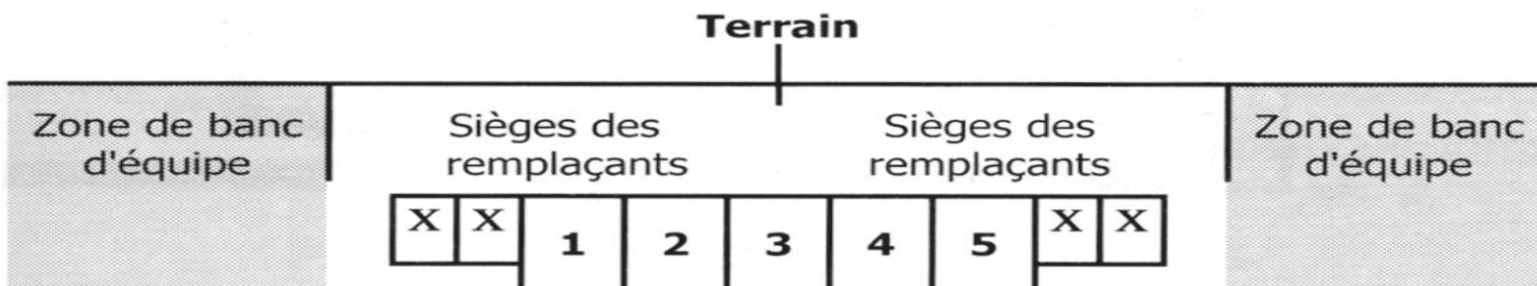 Terrain
Zone de banc
d'équipe
Sièges des
remplaçants
Sièges des
remplaçants
Zone de banc
d'équipe
X X 1 2 3 4 5 X X